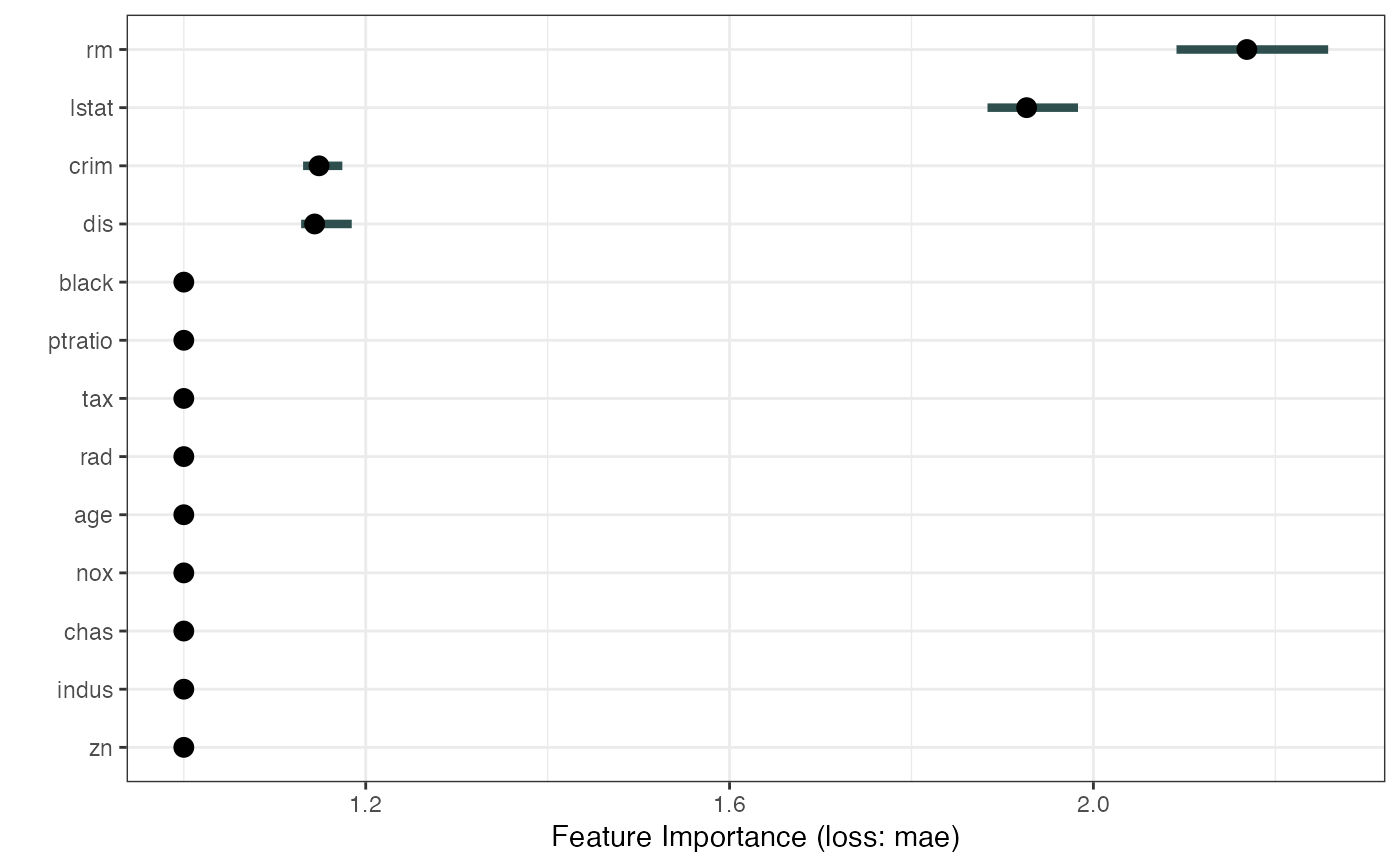 rm
lstat
crim
dis
black
ptratio
tax
rad
age
nox
chas
indus
zn
1.2 1.6 2.0
Feature Importance (loss: mae)